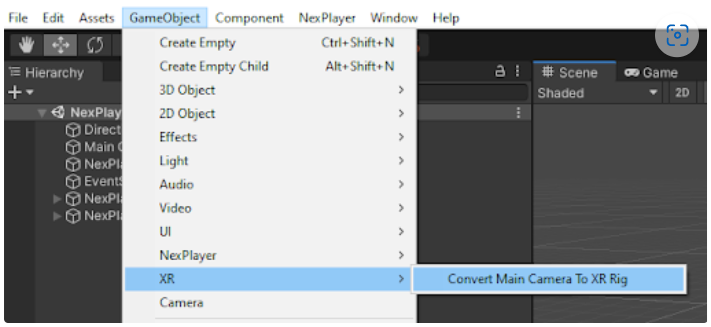 File Edit Assets GameObject Component NexPlayer Window Help
Create Empty Ctrl+Shift+N
Create Empty Child Alt+Shift+N
Hierarchy
3D Object
# Scene Game
Shaded 2D
2D Object
NexPlay
Effects
Direct
Main C
Light
NexPl
Audio
EventS
NexPla
Video
NexPla
UI
NexPlayer
XR Convert Main Camera To XR Rig
Camera